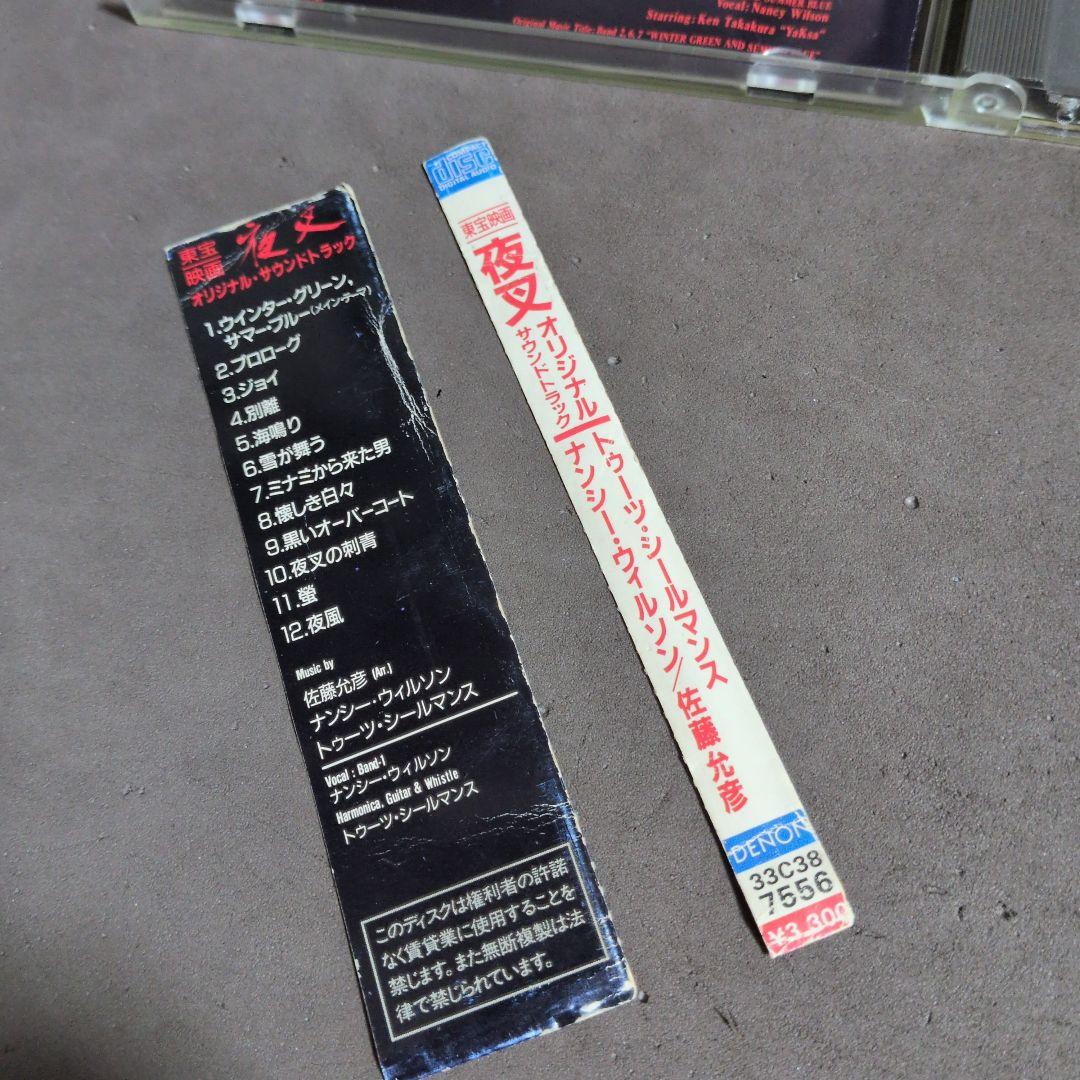 SUMMER BLUE
Vocal: Nancy Wilson
Starring: Ken Takakura "YaKsa"
Original Music Title: Band 2, 6, 7 "WINTER GREEN AND SUMMER BLUE"
東宝
映画
夜叉
オリジナル・サウンドトラック
1.ウインター・グリーン、
サマー・ブルー(メインテーマ)
2.プロローグ
3.ジョイ
4.別離
5.海鳴り
6.雪が舞う
7.ミナミから来た男
8.懐しき日々
9.黒いオーバーコート
10.夜叉の刺青
11.螢
12.夜風
Music by
佐藤允彦 (Arr.)
ナンシー・ウィルソン
トゥーツ・シールマンス
Vocal : Band-1
ナンシー・ウィルソン
Harmonica, Guitar & Whistle
トゥーツ・シールマンス
このディスクは権利者の許諾
なく賃貸業に使用することを
禁じます。また無断複製は法
律で禁じられています。
COMPACT
disc
DIGITAL AUDIO
東宝映画
夜叉
オリジナル
サウンドトラック
トゥーツ・シールマンス
ナンシー・ウィルソン/佐藤允彦
DENON
33C38
7556
¥3,300